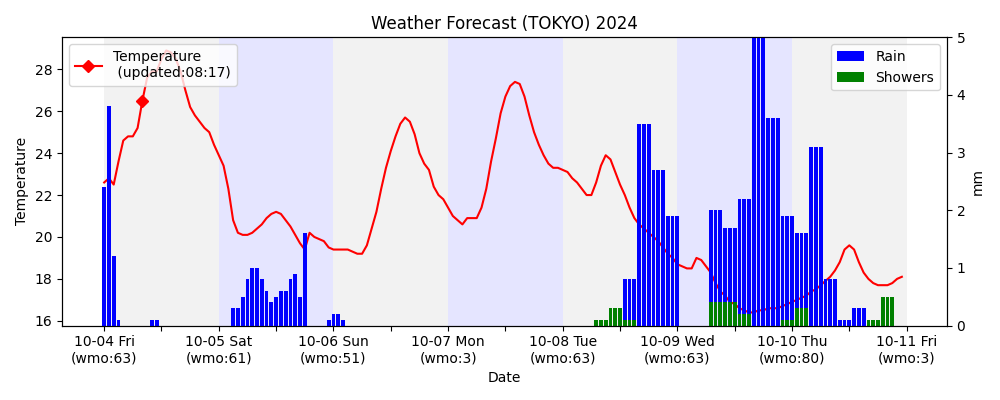 Weather Forecast (TOKYO) 2024
Temperature
(updated:08:17)
Rain
Showers
28
26
24
22
20
18
16
Temperature
5
4
3
2
1
0
mm
10-04 Fri
(wmo:63)
10-05 Sat
(wmo:61)
10-06 Sun
(wmo:51)
10-07 Mon
(wmo:3)
10-08 Tue
(wmo:63)
10-09 Wed
(wmo:63)
10-10 Thu
(wmo:80)
10-11 Fri
(wmo:3)
Date